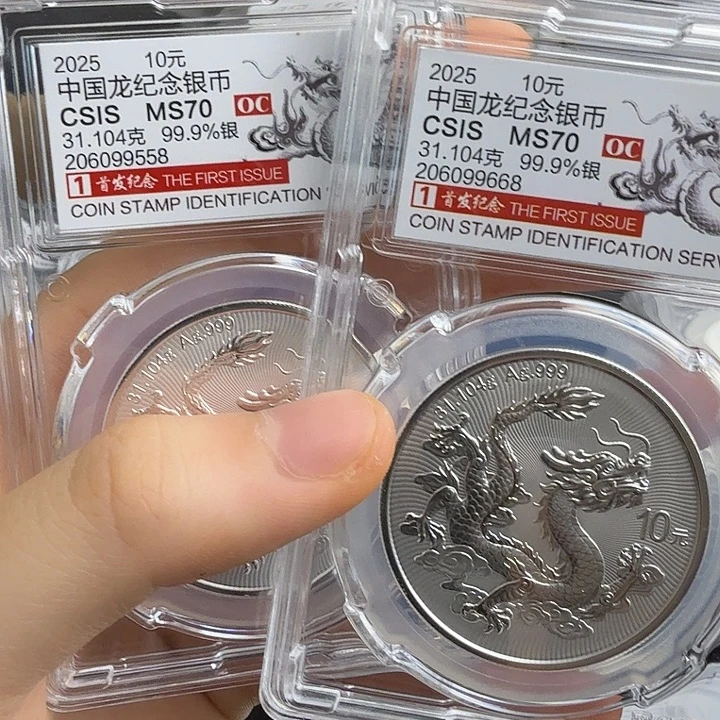 2025 10元
中国龙纪念银币
CSIS MS70 OC
31.104克 99.9%银
206099558
1 首发纪念 THE FIRST ISSUE
COIN STAMP IDENTIFICATION
31.104g Ag.999
2025 10元
中国龙纪念银币
CSIS MS70 OC
31.104克 99.9%银
206099668
1 首发纪念 THE FIRST ISSUE
COIN STAMP IDENTIFICATION SERV
31.104g Ag.999
10元